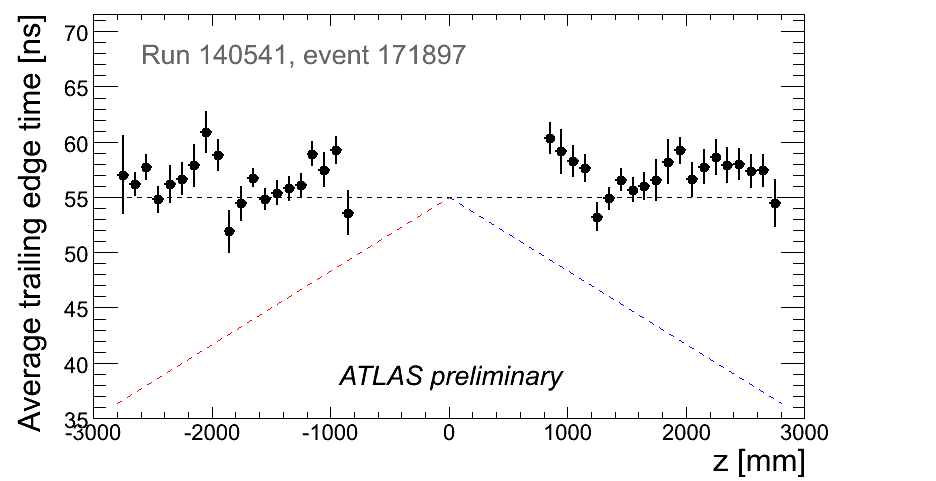 Average trailing edge time [ns]
70
65
60
55
50
45
40
35
Run 140541, event 171897
ATLAS preliminary
-3000 -2000 -1000 0 1000 2000 3000
z [mm]